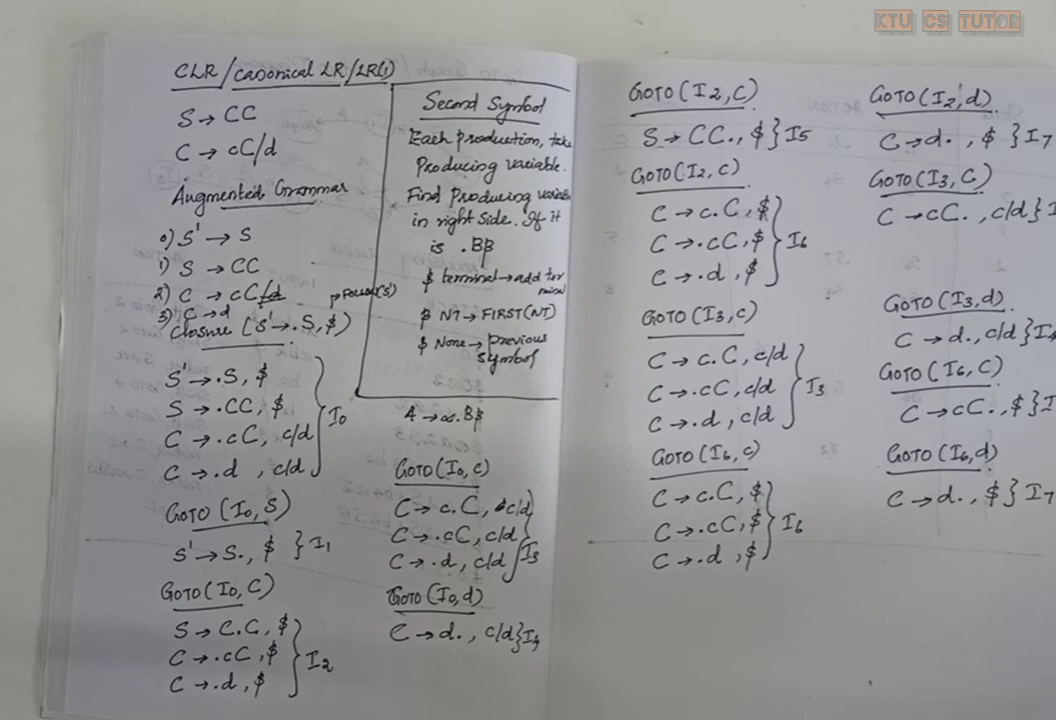 KTU CS TUTOR
CLR/canonical LR/LR(1)
S → CC
C → cC/d
Augmented Grammar
0) S' → S
1) S → CC
2) C → cC/d
3) C → d
Follow(S')
Closure (S' → .S, $)
S' → .S, $
S → .CC, $
C → .cC, c/d
C → .d , c/d
I0
GOTO (I0, S)
S' → S., $ } I1
GOTO (I0, C)
S → C.C, $
C → .cC, $
C → .d, $
I2
Second Symbol
Each production, take
Producing variable.
Find Producing variable
in right side. If it
is .Bβ
β terminal → add terminal
β NT → FIRST(NT)
β None → Previous
symbol
A → α.Bβ
GOTO (I0, c)
C → c.C, c/d
C → .cC, c/d
C → .d, c/d
I3
GOTO (I0, d)
C → d., c/d } I4
GOTO (I2, C)
S → CC., $ } I5
GOTO (I2, c)
C → c.C, $
C → .cC, $
C → .d, $
I6
GOTO (I3, c)
C → c.C, c/d
C → .cC, c/d
C → .d, c/d
I3
GOTO (I6, c)
C → c.C, $
C → .cC, $
C → .d, $
I6
GOTO (I2, d)
C → d. , $ } I7
GOTO (I3, C)
C → cC. , c/d } I
GOTO (I3, d)
C → d., c/d } I4
GOTO (I6, C)
C → cC., $ } I
GOTO (I6, d)
C → d., $ } I7